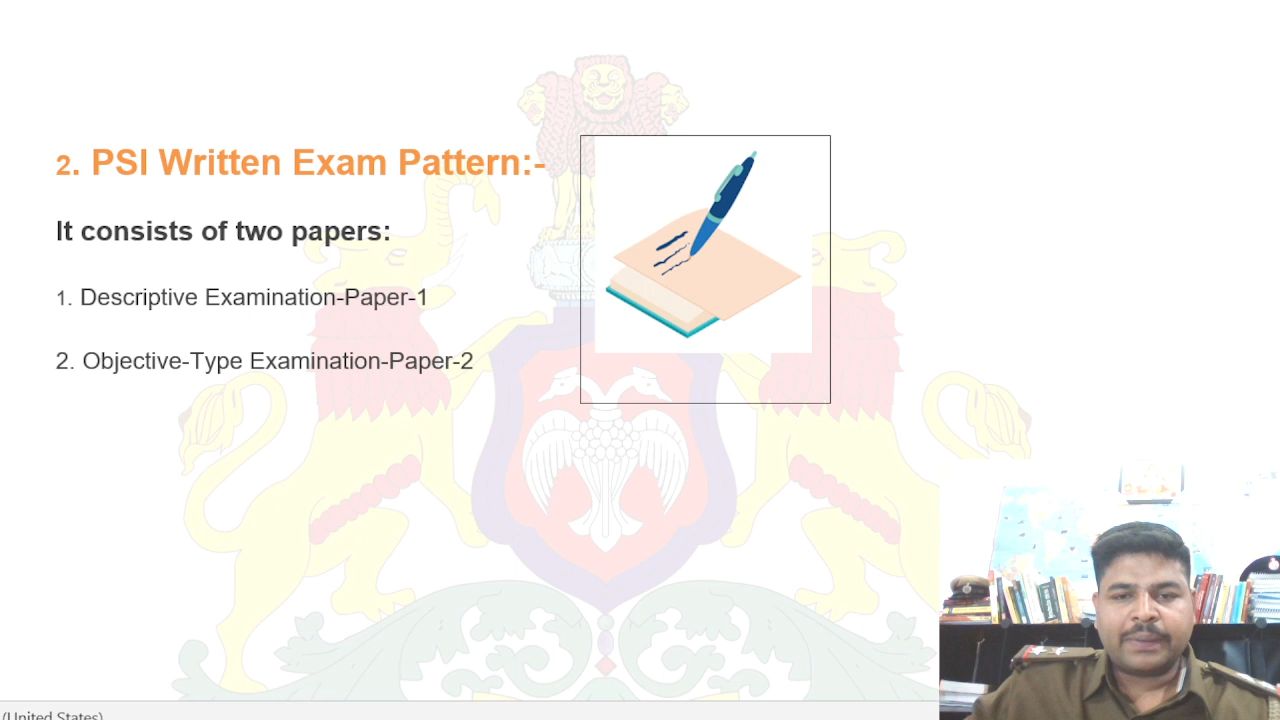 2. PSI Written Exam Pattern:-
It consists of two papers:
1. Descriptive Examination-Paper-1
2. Objective-Type Examination-Paper-2
(United States)